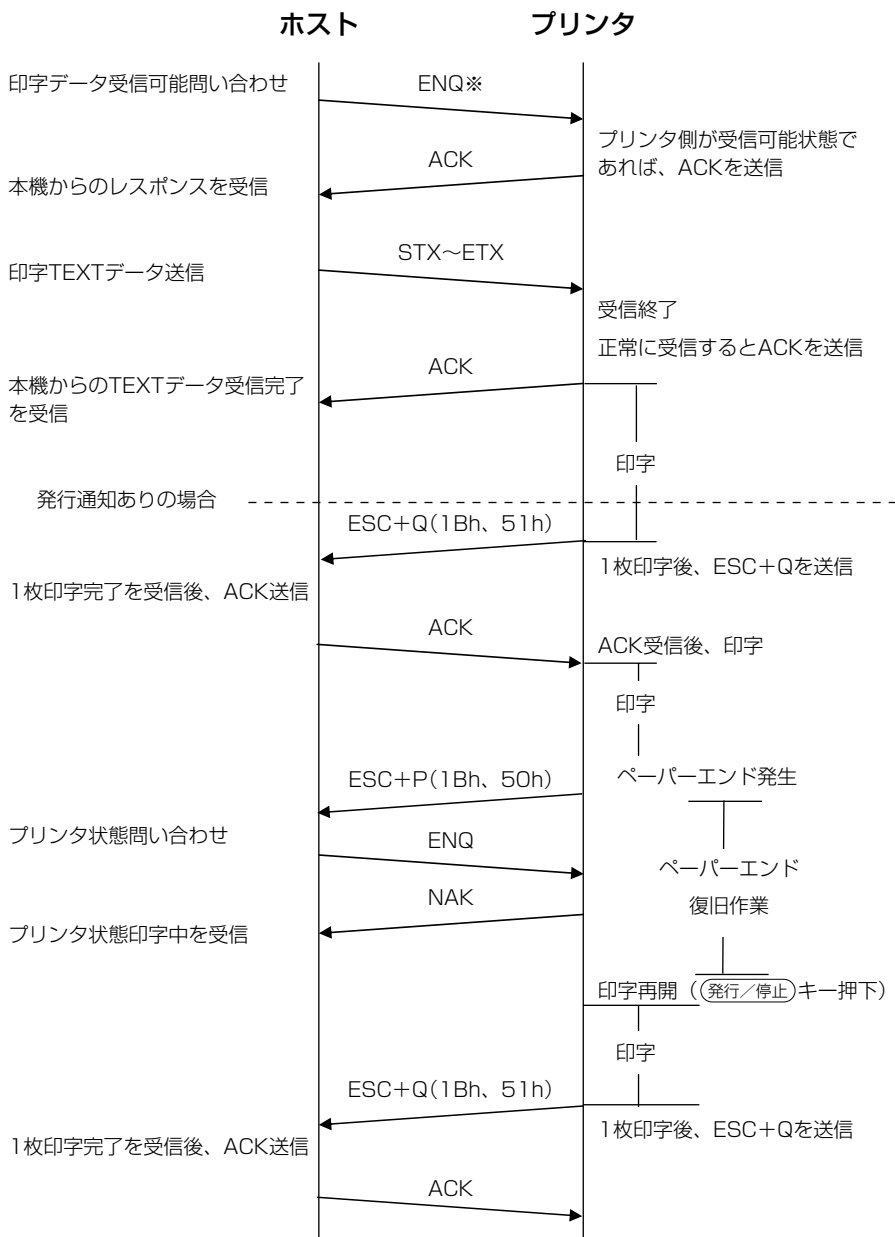 ホスト
プリンタ
印字データ受信可能問い合わせ
ENQ※
プリンタ側が受信可能状態で
あれば、ACKを送信
ACK
本機からのレスポンスを受信
STX～ETX
印字TEXTデータ送信
受信終了
正常に受信するとACKを送信
ACK
本機からのTEXTデータ受信完了
を受信
印字
発行通知ありの場合
ESC+Q(1Bh、51h)
1枚印字後、ESC+Qを送信
1枚印字完了を受信後、ACK送信
ACK
ACK受信後、印字
印字
ESC+P(1Bh、50h)
ペーパーエンド発生
プリンタ状態問い合わせ
ENQ
ペーパーエンド
復旧作業
NAK
プリンタ状態印字中を受信
印字再開（発行／停止キー押下）
印字
ESC+Q(1Bh、51h)
1枚印字後、ESC+Qを送信
1枚印字完了を受信後、ACK送信
ACK